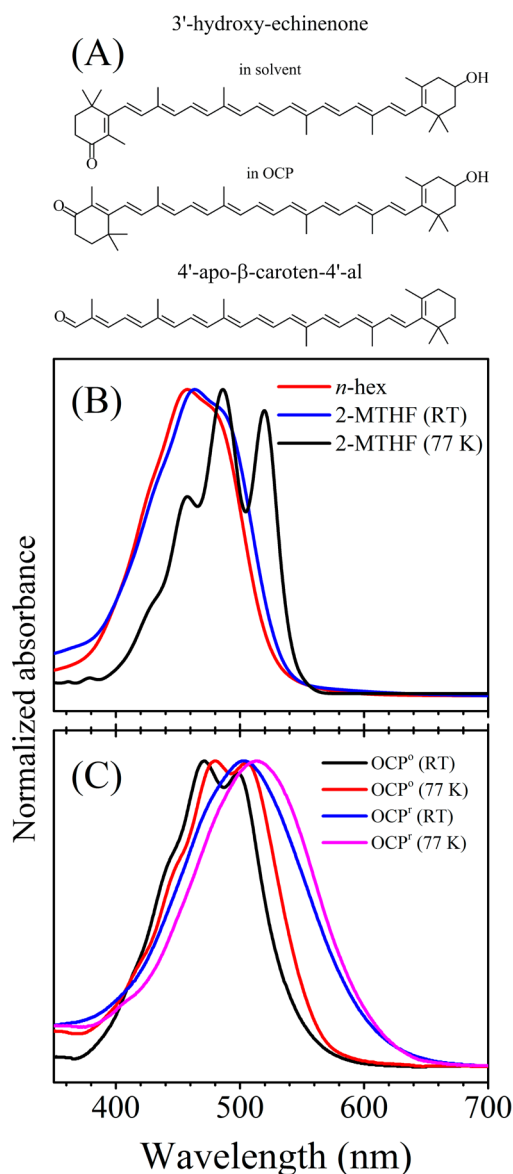 3'-hydroxy-echinenone
(A)
in solvent
OH
O
in OCP
OH
O
4'-apo-β-caroten-4'-al
O
(B)
n-hex
2-MTHF (RT)
2-MTHF (77 K)
Normalized absorbance
(C)
OCPº (RT)
OCPº (77 K)
OCPʳ (RT)
OCPʳ (77 K)
400 500 600 700
Wavelength (nm)